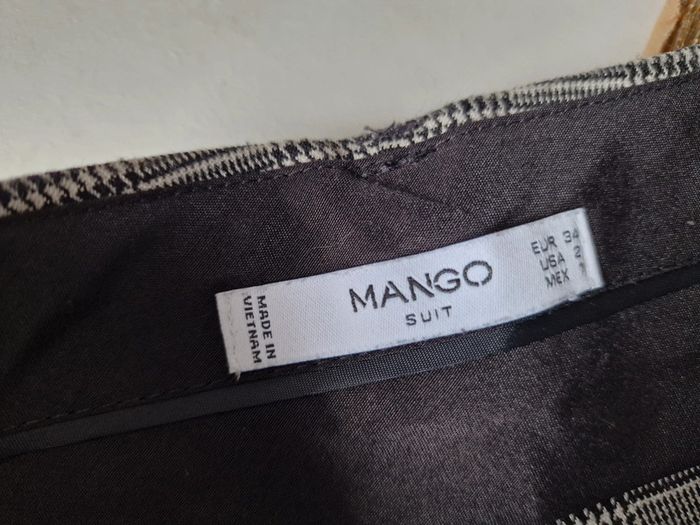 MADE IN
VIETNAM
MANGO
SUIT
EUR 34
USA 2
MEX